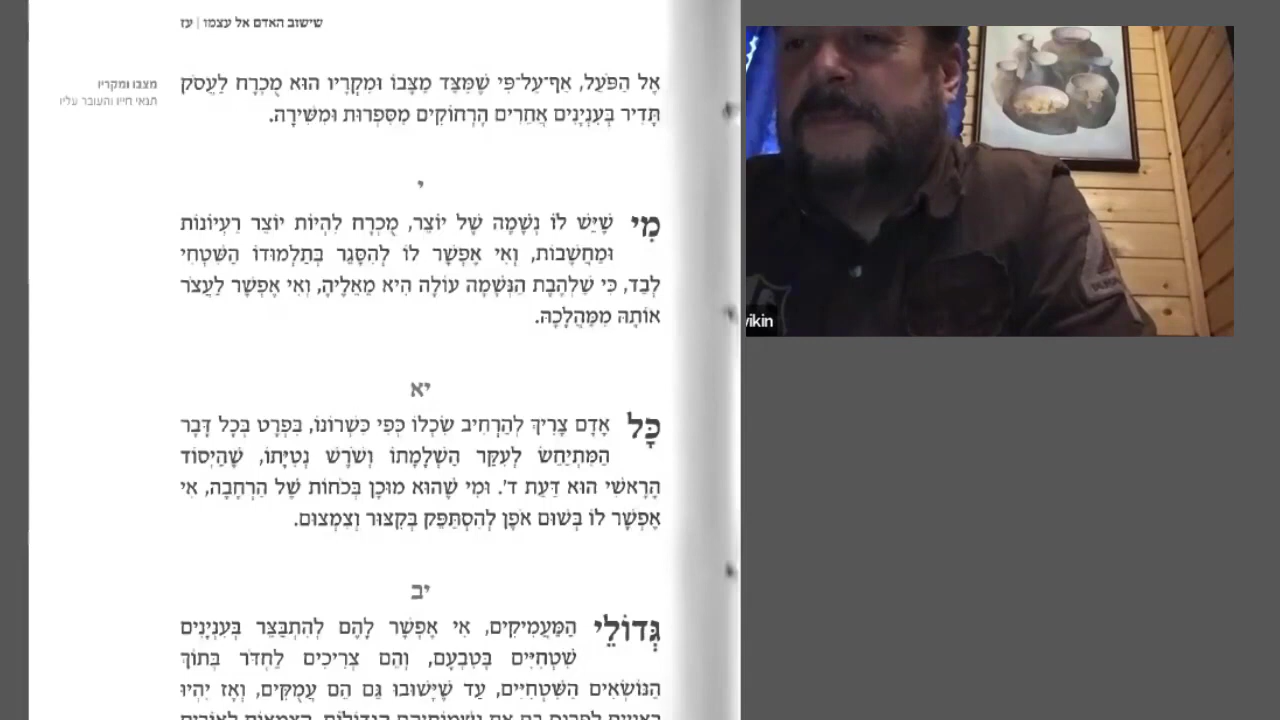 שישוב האדם אל עצמו | עז
אֶל הַפֹּעַל, אַף־עַל־פִּי שֶׁמִּצַּד מַצָּבוֹ וּמִקְרָיו הוּא מֻכְרָח לַעֲסֹק
תָּדִיר בְּעִנְיָנִים אֲחֵרִים הָרְחוֹקִים מִסִּפְרוּת וּמִשִּׁירָה.
מצבו ומקריו
תנאי חייו והעובר עליו
י
מִי שֶׁיֵּשׁ לוֹ נְשָׁמָה שֶׁל יוֹצֵר, מֻכְרָח לִהְיוֹת יוֹצֵר רַעְיוֹנוֹת
וּמַחֲשָׁבוֹת, וְאִי אֶפְשָׁר לוֹ לְהִסָּגֵר בְּתַלְמוּדוֹ הַשִּׁטְחִי
לְבַד, כִּי שַׁלְהֶבֶת הַנְּשָׁמָה עוֹלָה הִיא מֵאֵלֶיהָ, וְאִי אֶפְשָׁר לַעֲצֹר
אוֹתָהּ מִמַּהֲלָכָהּ.
יא
כָּל אָדָם צָרִיךְ לְהַרְחִיב שִׂכְלוֹ כְּפִי כִּשְׁרוֹנוֹ, בִּפְרָט בְּכָל דָּבָר
הַמִּתְיַחֵשׂ לְעִקַּר הַשְׁלָמָתוֹ וְשֹׁרֶשׁ נְטִיָּתוֹ, שֶׁהַיְסוֹד
הָרָאשִׁי הוּא דַּעַת ד'. וּמִי שֶׁהוּא מוּכָן בְּכֹחוֹת שֶׁל הַרְחָבָה, אִי
אֶפְשָׁר לוֹ בְּשׁוּם אֹפֶן לְהִסְתַּפֵּק בְּקִצּוּר וְצִמְצוּם.
יב
גְּדוֹלֵי הַמַּעֲמִיקִים, אִי אֶפְשָׁר לָהֶם לְהִתְבַּצֵּר בְּעִנְיָנִים
שִׁטְחִיִּים בְּטִבְעָם, וְהֵם צְרִיכִים לַחְדֹּר בְּתוֹךְ
הַנּוֹשְׂאִים הַשִּׁטְחִיִּים, עַד שֶׁיָּשׁוּבוּ גַּם הֵם עֲמֻקִּים, וְאָז יִהְיוּ
vikin